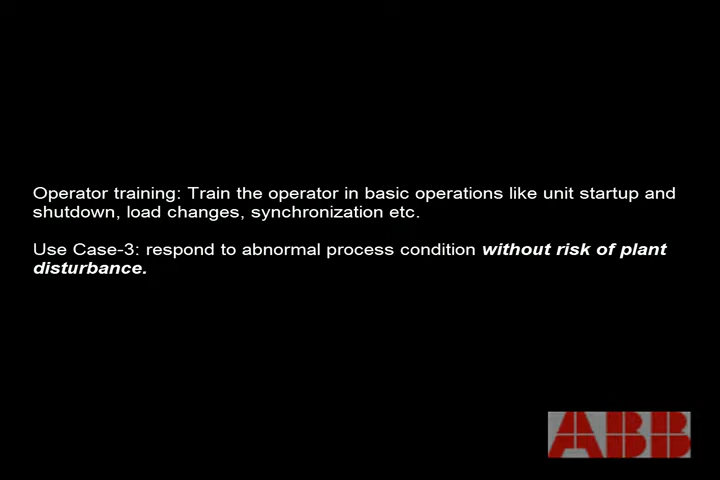 Operator training: Train the operator in basic operations like unit startup and
shutdown, load changes, synchronization etc.
Use Case-3: respond to abnormal process condition without risk of plant
disturbance.
ABB